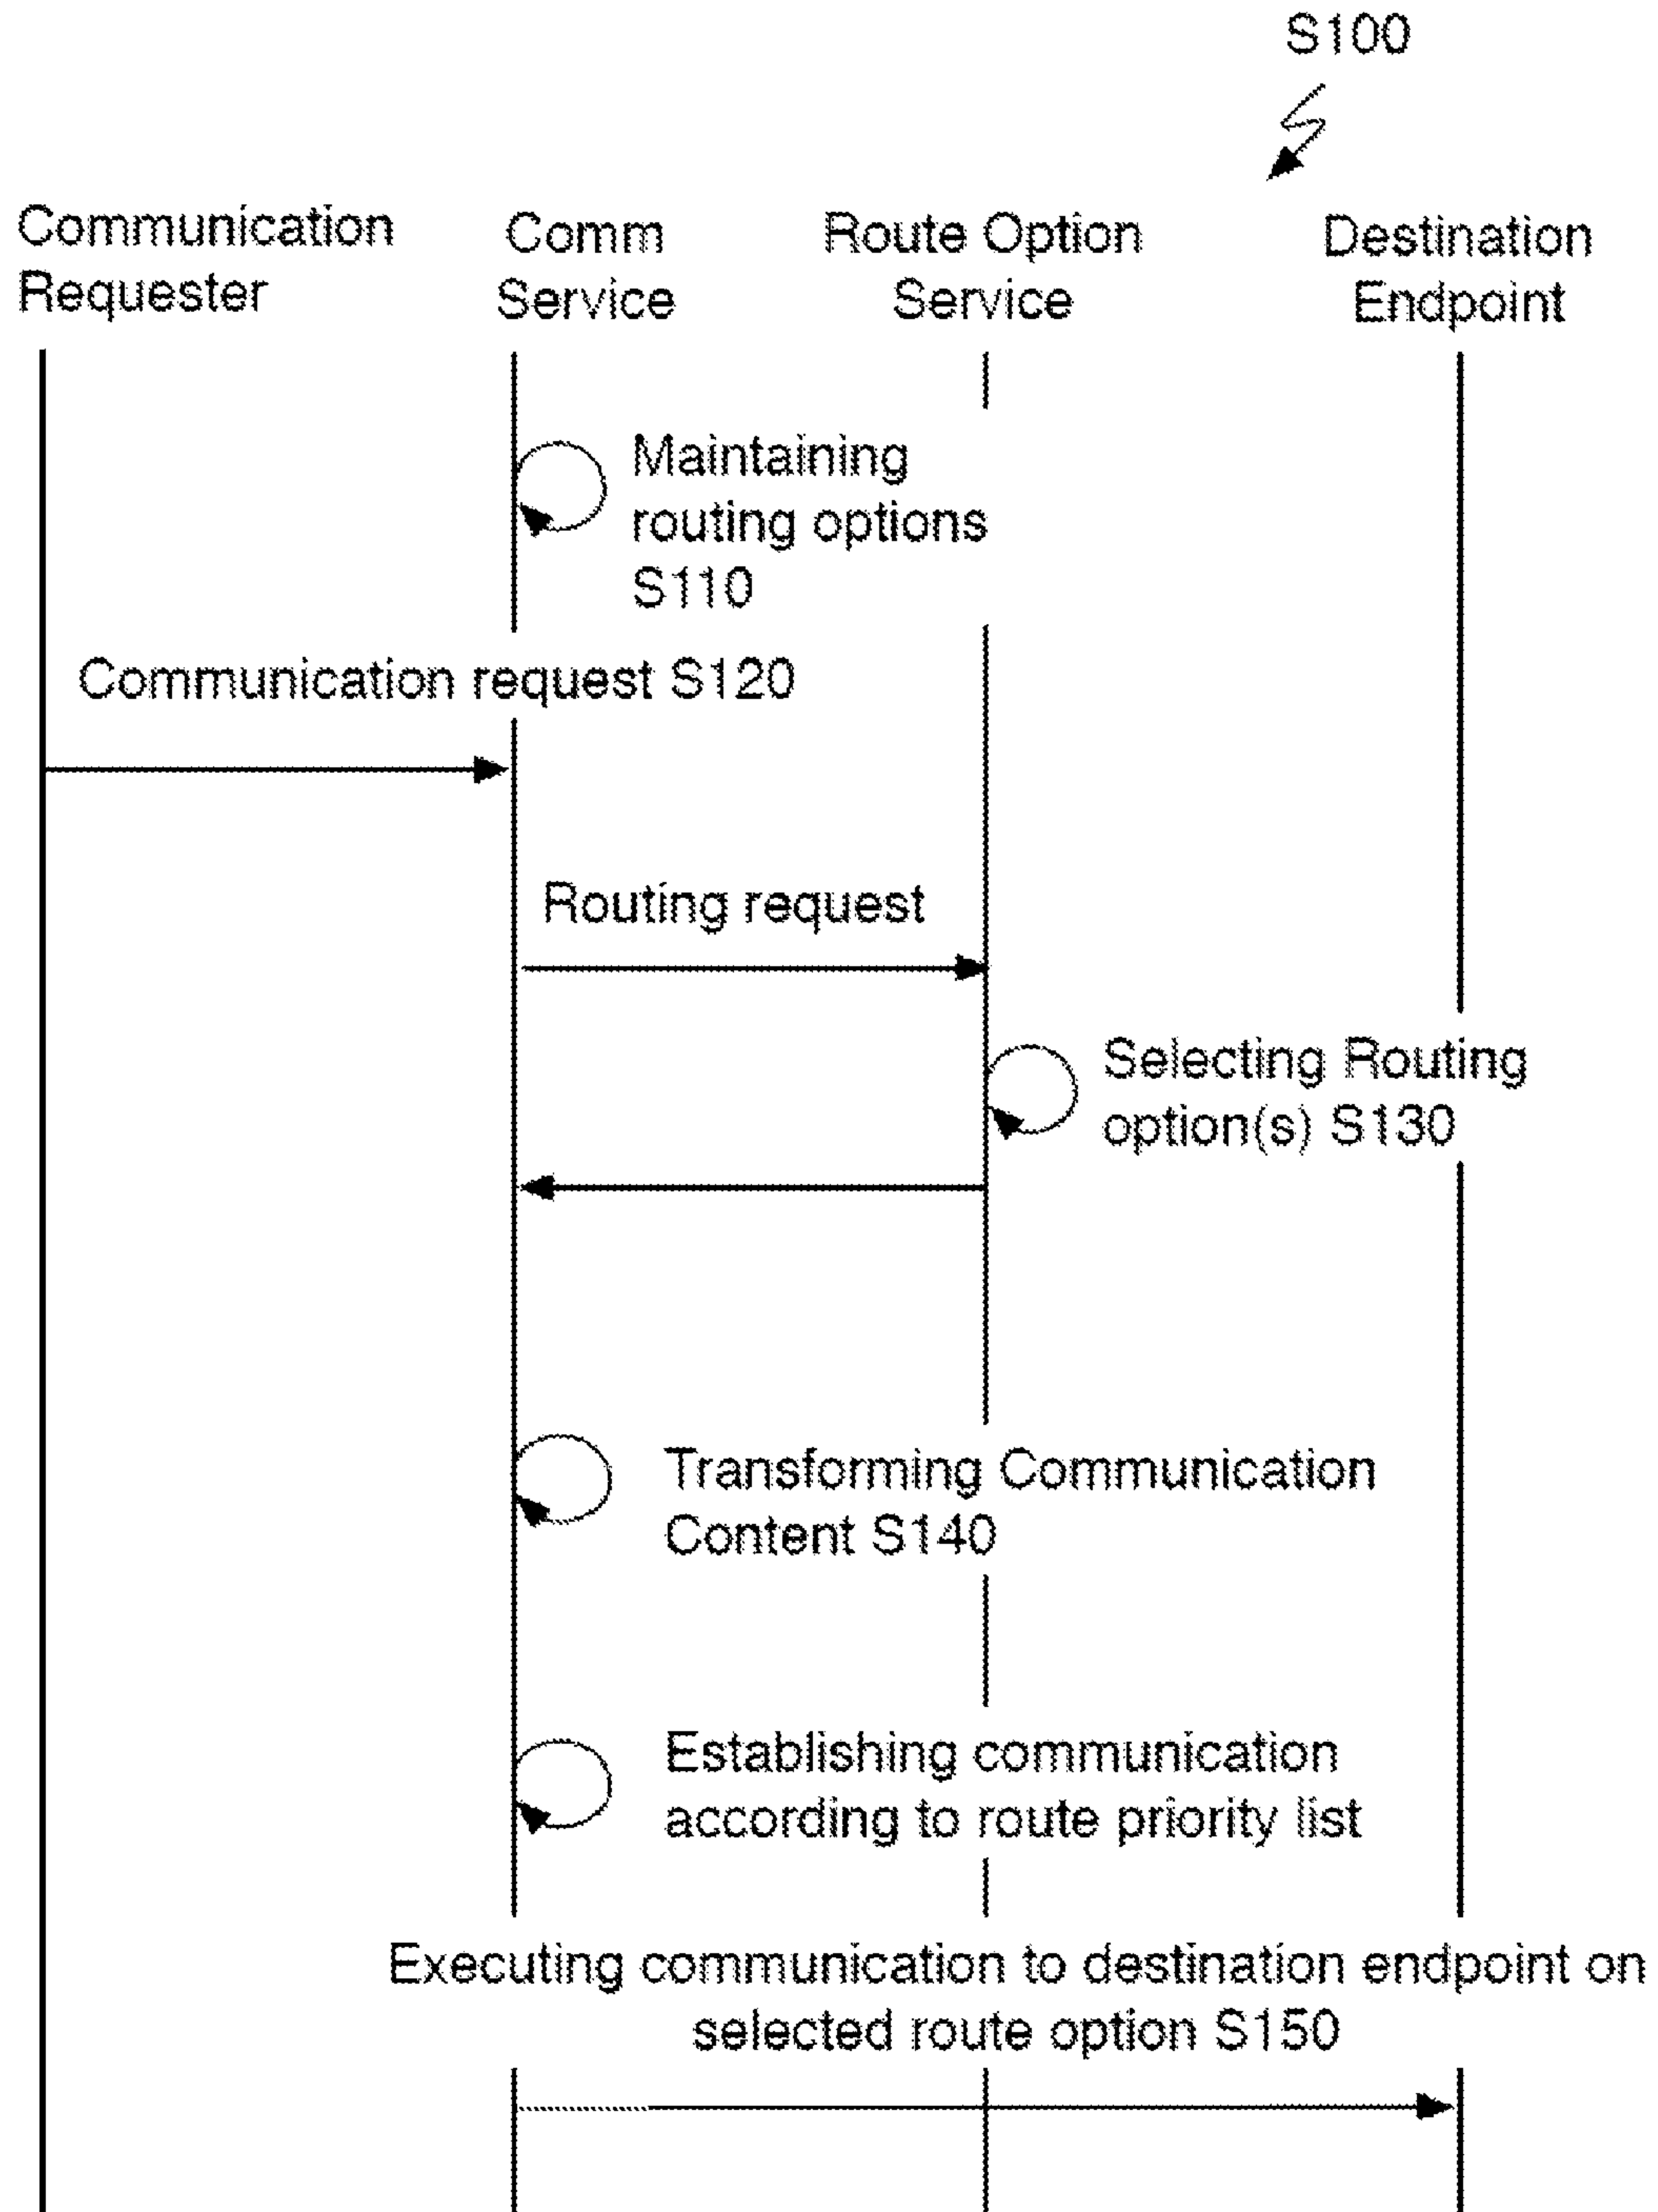 S100
Communication
Requester
Comm
Service
Route Option
Service
Destination
Endpoint
Maintaining
routing options
S110
Communication request S120
Routing request
Selecting Routing
option(s) S130
Transforming Communication
Content S140
Establishing communication
according to route priority list
Executing communication to destination endpoint on
selected route option S150